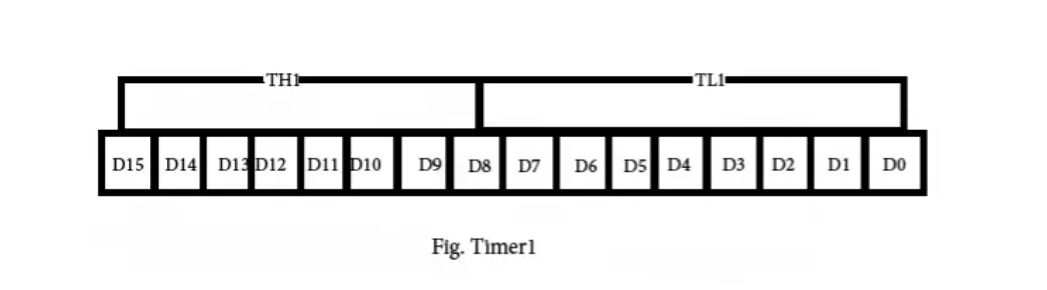 TH1 TL1
D15 D14 D13 D12 D11 D10 D9 D8 D7 D6 D5 D4 D3 D2 D1 D0
Fig. Timer1